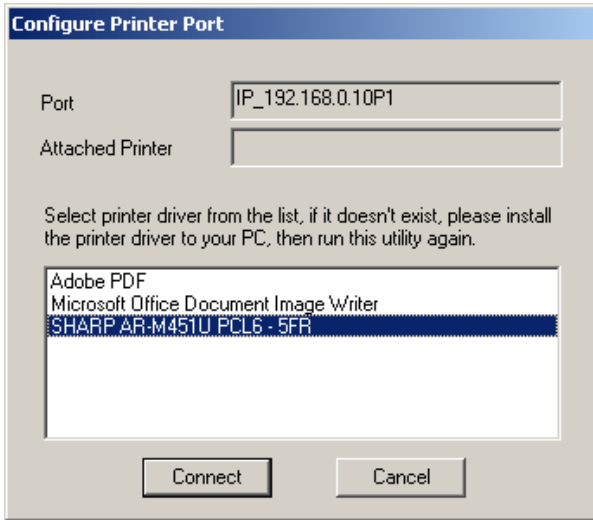 Configure Printer Port
Port
IP_192.168.0.10P1
Attached Printer
Select printer driver from the list, if it doesn't exist, please install
the printer driver to your PC, then run this utility again.
Adobe PDF
Microsoft Office Document Image Writer
SHARP AR-M451U PCL6 - 5FR
Connect
Cancel